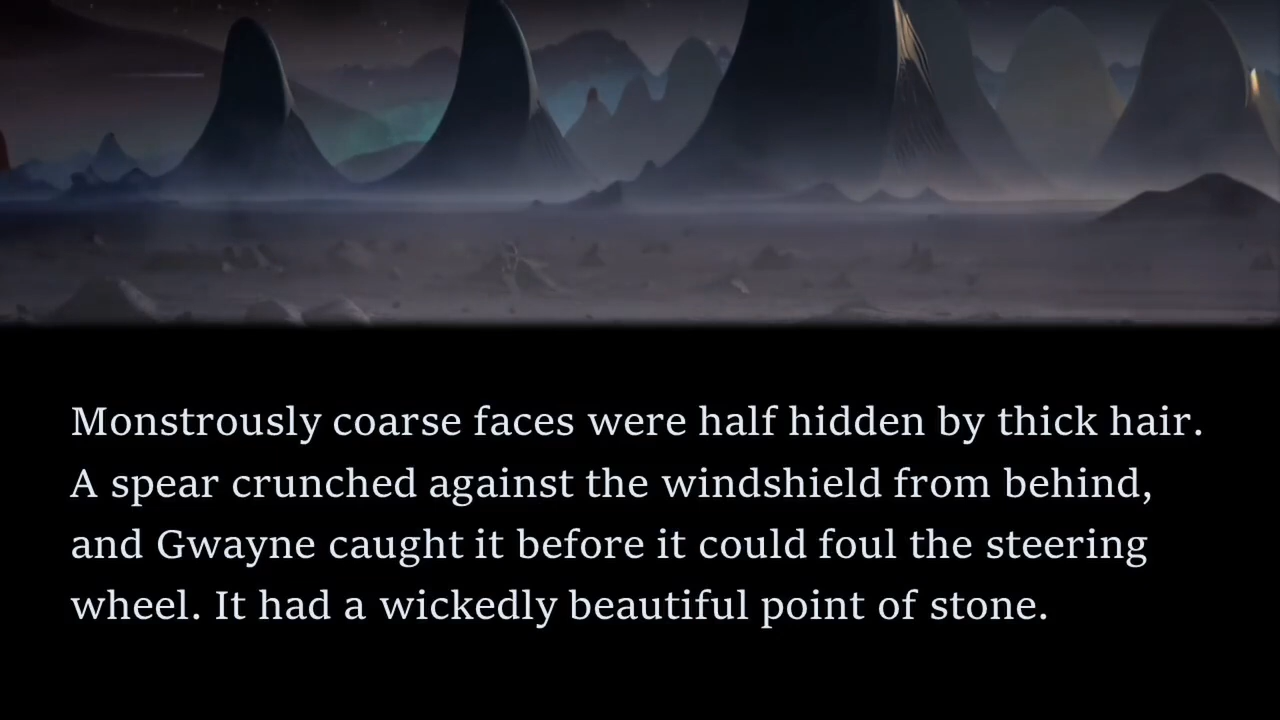 Monstrously coarse faces were half hidden by thick hair.
A spear crunched against the windshield from behind,
and Gwayne caught it before it could foul the steering
wheel. It had a wickedly beautiful point of stone.